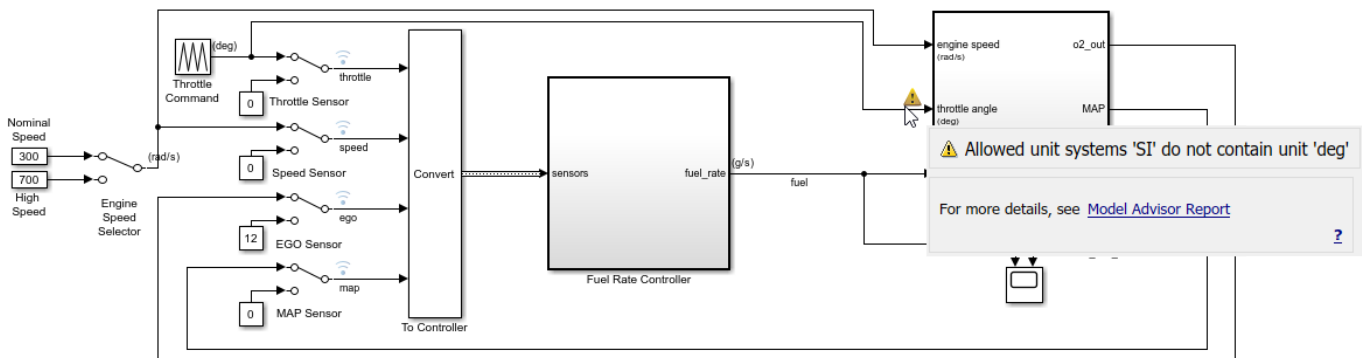 (deg)
Throttle
Command
throttle
0
Throttle Sensor
Nominal
Speed
300
700
High
Speed
(rad/s)
Engine
Speed
Selector
speed
0
Speed Sensor
ego
12
EGO Sensor
map
0
MAP Sensor
Convert
To Controller
sensors
fuel_rate
Fuel Rate Controller
(g/s)
fuel
engine speed
(rad/s)
o2_out
throttle angle
(deg)
MAP
Allowed unit systems 'SI' do not contain unit 'deg'
For more details, see Model Advisor Report
?